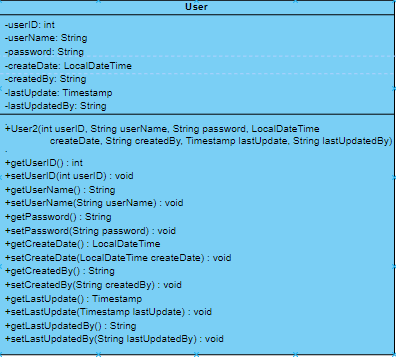 User
-userID: int
-userName: String
-password: String
-createDate: LocalDateTime
-createdBy: String
-lastUpdate: Timestamp
-lastUpdatedBy: String
+User2(int userID, String userName, String password, LocalDateTime
createDate, String createdBy, Timestamp lastUpdate, String lastUpdatedBy)
.
+getUserID() : int
+setUserID(int userID) : void
+getUserName() : String
+setUserName(String userName) : void
+getPassword() : String
+setPassword(String password) : void
+getCreateDate() : LocalDateTime
+setCreateDate(LocalDateTime createDate) : void
+getCreatedBy() : String
+setCreatedBy(String createdBy) : void
+getLastUpdate() : Timestamp
+setLastUpdate(Timestamp lastUpdate) : void
+getLastUpdatedBy() : String
+setLastUpdatedBy(String lastUpdatedBy) : void